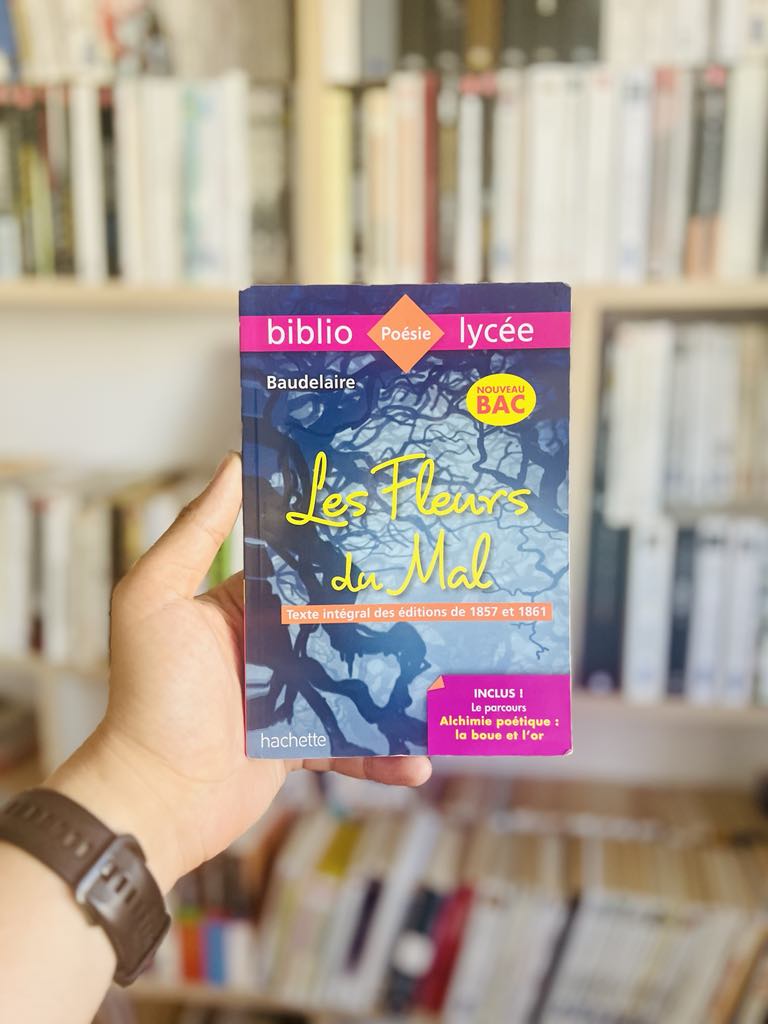 biblio Poésie lycée
Baudelaire
NOUVEAU
BAC
Les Fleurs
du Mal
Texte intégral des éditions de 1857 et 1861
INCLUS !
Le parcours
Alchimie poétique :
la boue et l'or
hachette